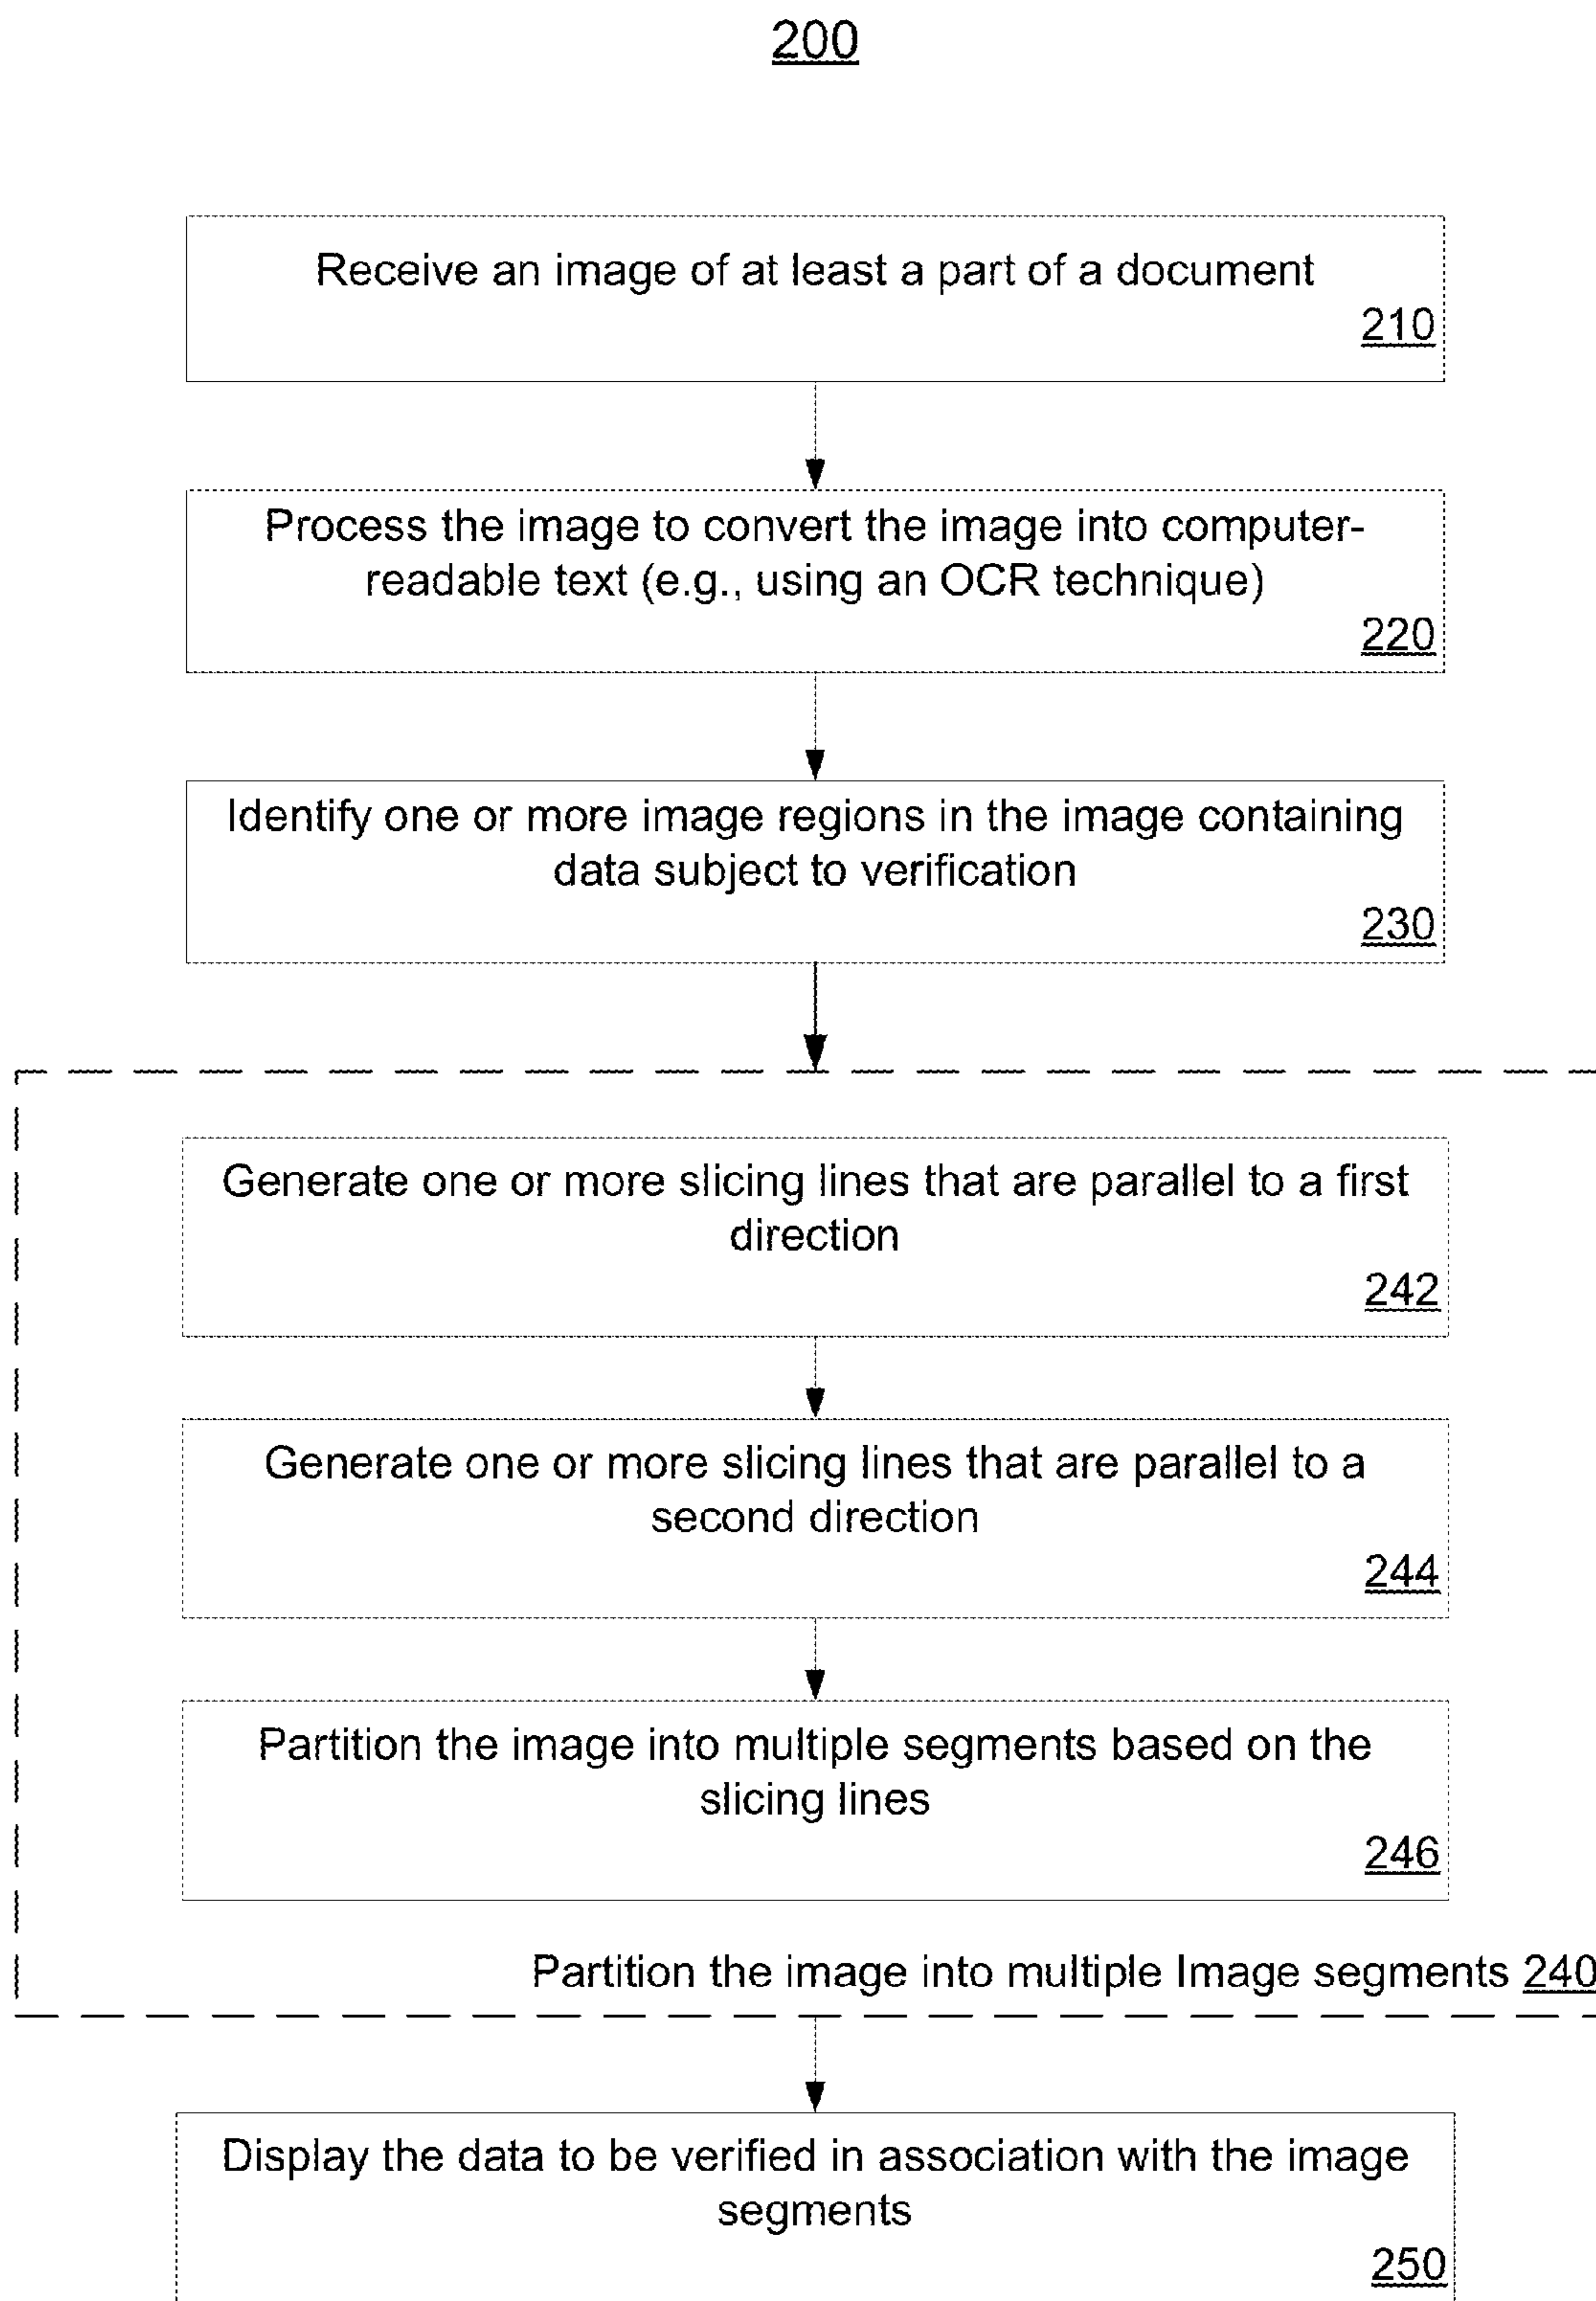 200
Receive an image of at least a part of a document
210
Process the image to convert the image into computer-
readable text (e.g., using an OCR technique)
220
Identify one or more image regions in the image containing
data subject to verification
230
Generate one or more slicing lines that are parallel to a first
direction
242
Generate one or more slicing lines that are parallel to a
second direction
244
Partition the image into multiple segments based on the
slicing lines
246
Partition the image into multiple Image segments 240
Display the data to be verified in association with the image
segments
250